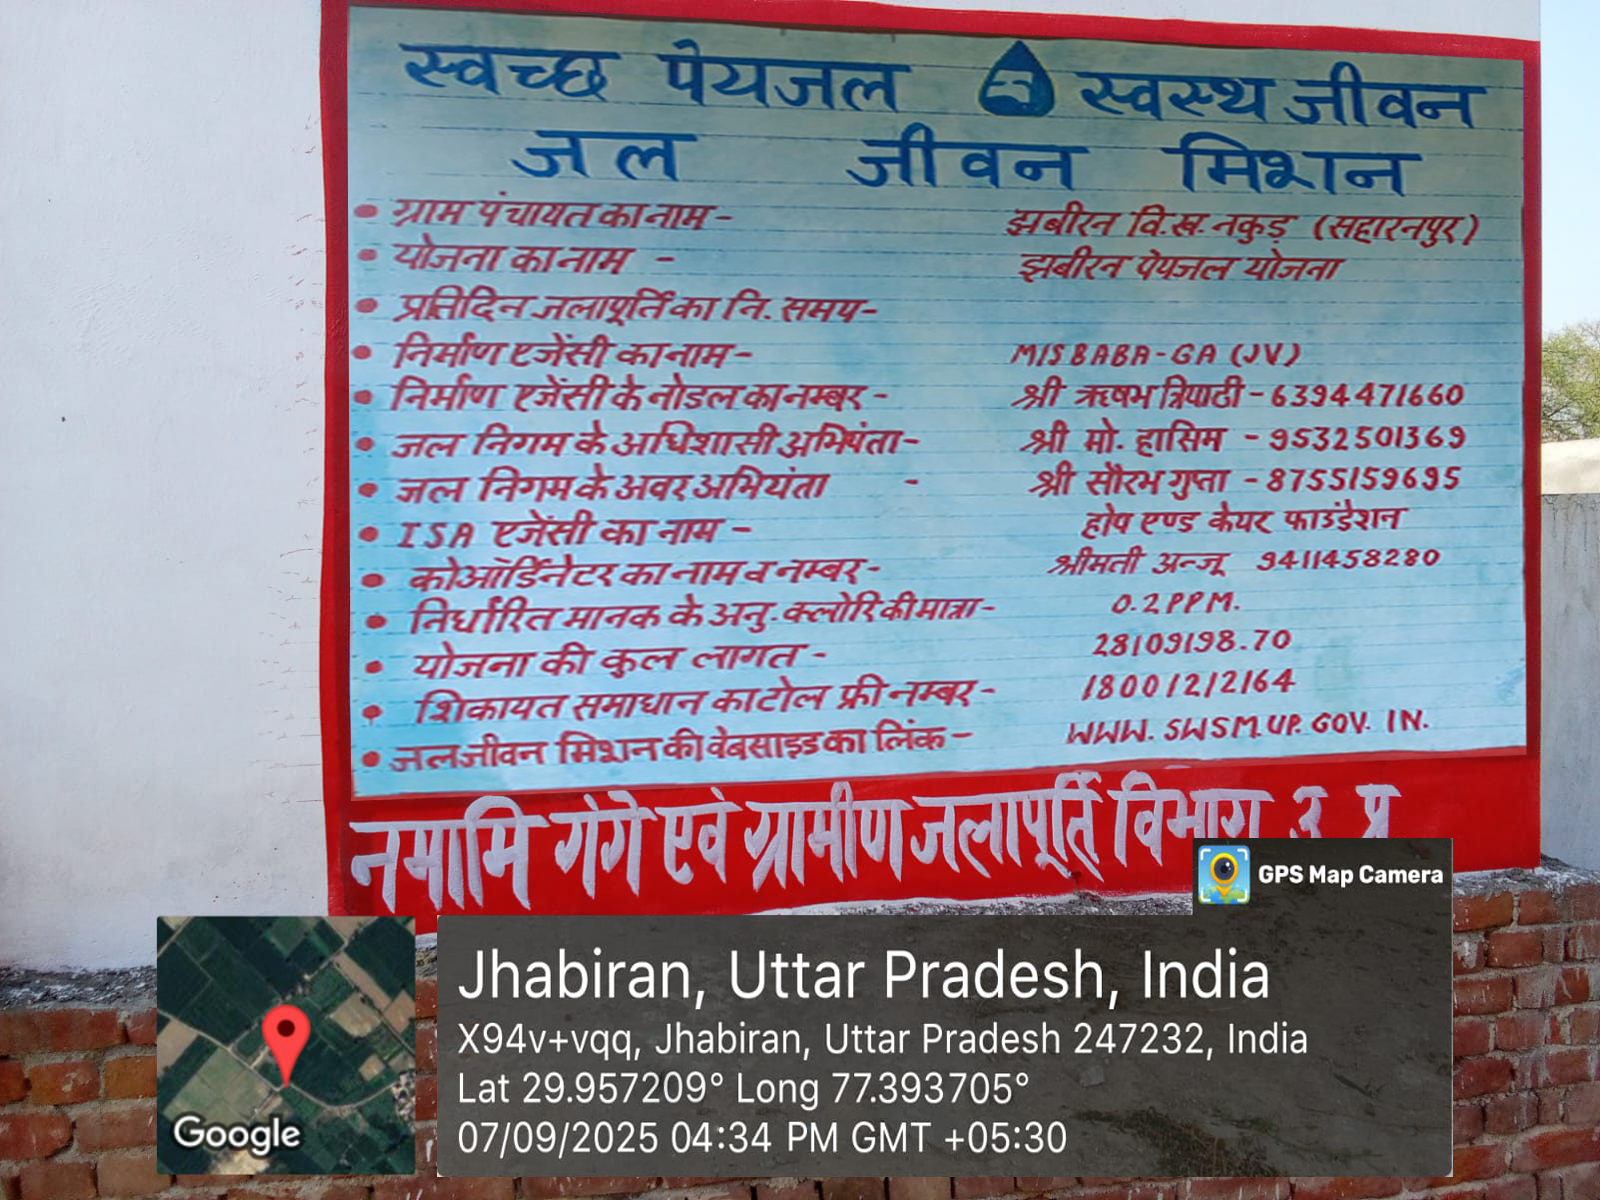 स्वच्छ पेयजल स्वस्थ जीवन
जल जीवन मिशन
• ग्राम पंचायत का नाम - झबीरन वि.ख. नकुड़ (सहारनपुर)
• योजना का नाम - झबीरन पेयजल योजना
• प्रतिदिन जलापूर्ति का नि. समय-
• निर्माण एजेंसी का नाम - M/S BABA-GA (JV)
• निर्माण एजेंसी के नोडल का नम्बर - श्री ऋषभ त्रिपाठी - 6394471660
• जल निगम के अधिशासी अभियंता - श्री मो. हासिम - 9532501369
• जल निगम के अवर अभियंता - श्री सौरभ गुप्ता - 8755159695
• ISA एजेंसी का नाम - होप एण्ड केयर फाउंडेशन
• कोऑर्डिनेटर का नाम व नम्बर - श्रीमती अन्जू 9411458280
• निर्धारित मानक के अनु. क्लोरि की मात्रा - 0.2 PPM.
• योजना की कुल लागत - 28109198.70
• शिकायत समाधान का टोल फ्री नम्बर - 18001212164
• जल जीवन मिशन की वेबसाइड का लिंक - WWW. SWSM.UP. GOV. IN.
नमामि गंगे एवं ग्रामीण जलापूर्ति विभाग उ प्र
GPS Map Camera
Jhabiran, Uttar Pradesh, India
X94v+vqq, Jhabiran, Uttar Pradesh 247232, India
Lat 29.957209° Long 77.393705°
07/09/2025 04:34 PM GMT +05:30
Google